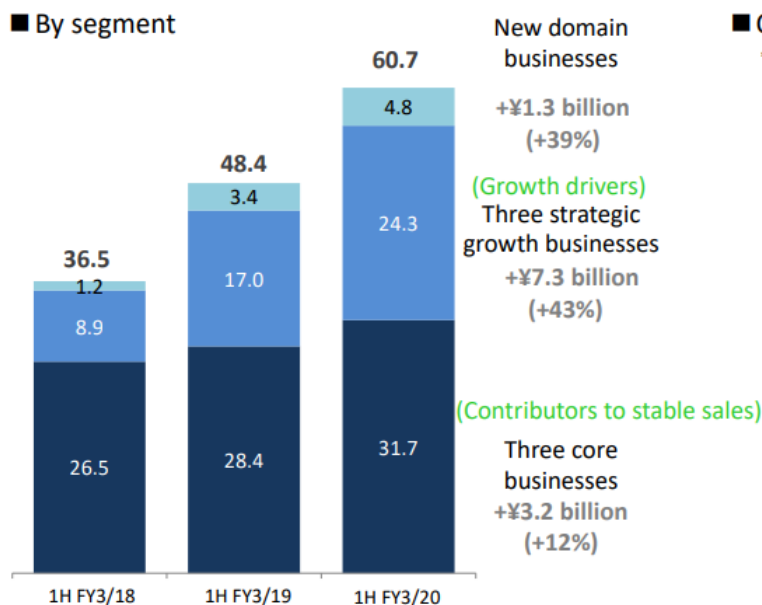 ■ By segment
60.7
4.8
24.3
31.7
48.4
3.4
17.0
28.4
36.5
1.2
8.9
26.5
1H FY3/18
1H FY3/19
1H FY3/20
New domain
businesses
+¥1.3 billion
(+39%)
(Growth drivers)
Three strategic
growth businesses
+¥7.3 billion
(+43%)
(Contributors to stable sales)
Three core
businesses
+¥3.2 billion
(+12%)
■